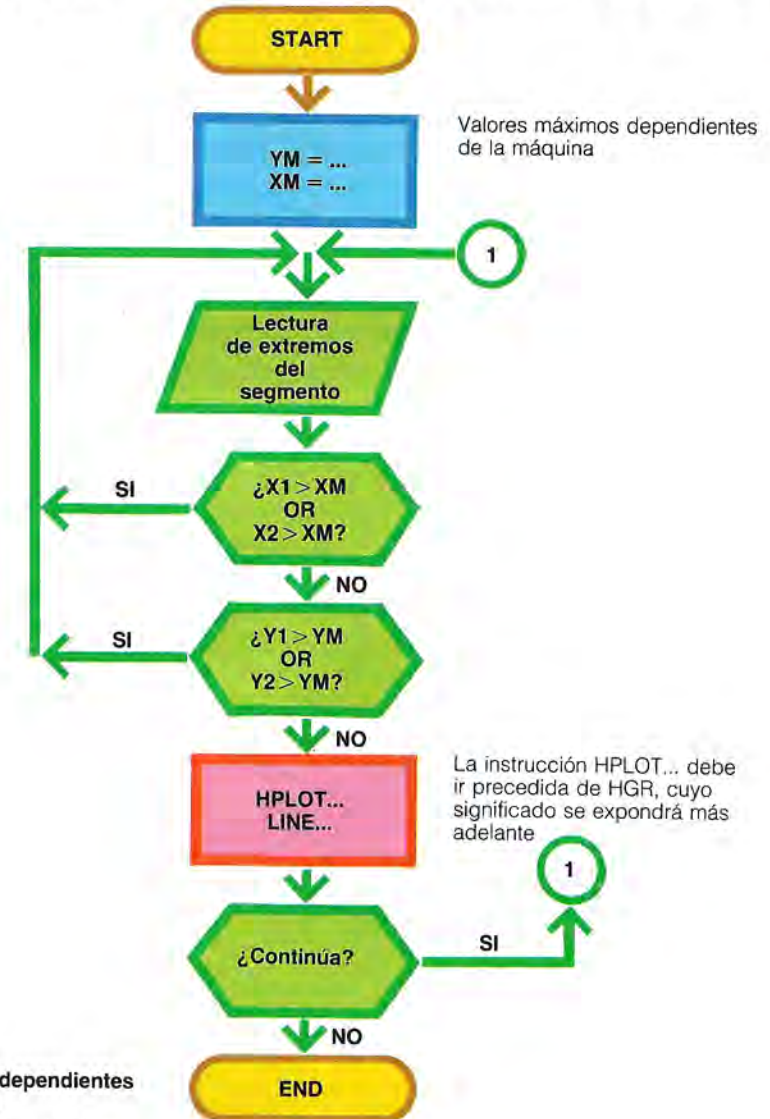 START
YM = ...
XM = ...
Valores máximos dependientes
de la máquina
1
Lectura
de extremos
del
segmento
SI
¿X1>XM
OR
X2>XM?
NO
SI
¿Y1>YM
OR
Y2>YM?
NO
HPLOT...
LINE...
La instrucción HPLOT... debe
ir precedida de HGR, cuyo
significado se expondrá más
adelante
1
¿Continúa?
SI
NO
dependientes
END